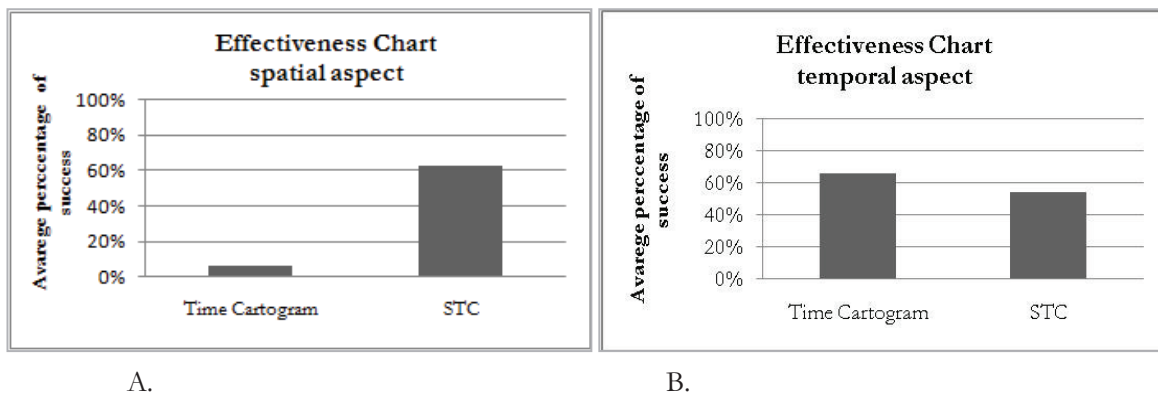 Effectiveness Chart
spatial aspect
Avarege perccentage of
success
100%
80%
60%
40%
20%
0%
Time Cartogram
STC
A.
Effectiveness Chart
temporal aspect
Avarege perccentage of
success
100%
80%
60%
40%
20%
0%
Time Cartogram
STC
B.